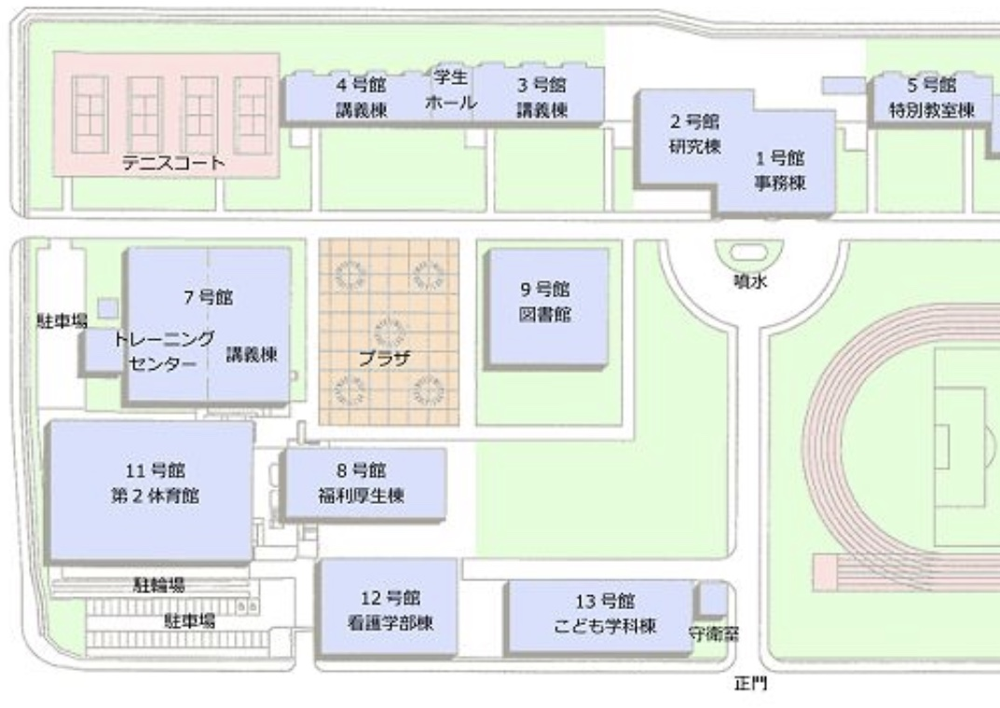 4号館
講義棟
学生
ホール
3号館
講義棟
5号館
特別教室棟
2号館
研究棟
1号館
事務棟
テニスコート
噴水
7号館
トレーニング
センター
講義棟
駐車場
プラザ
9号館
図書館
11号館
第2体育館
8号館
福利厚生棟
駐輪場
駐車場
12号館
看護学部棟
13号館
こども学科棟
守衛室
正門